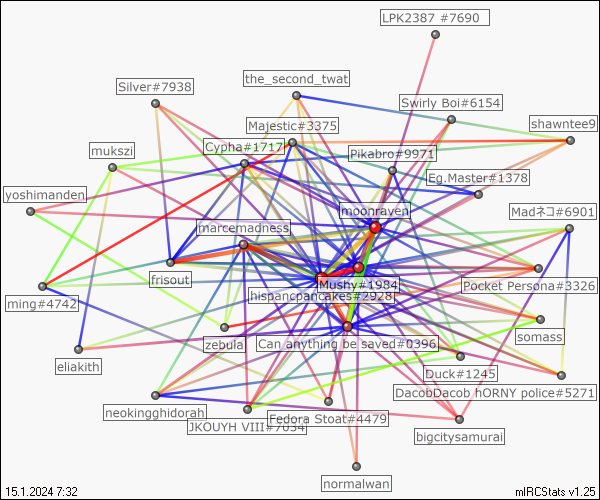 LPK2387 #7690
the_second_twat
Silver#7938
Swirly Boi#6154
shawntee9
Majestic#3375
Cypha#1717
mukszi
Pikabro#9971
Eg.Master#1378
yoshimanden
moonraven
Madネコ#6901
marcemadness
frisout
Mushy#1984
Pocket Persona#3326
hispancpancakes#2928
ming#4742
zebula
Can anything be saved#0396
somass
eliakith
Duck#1245
DacobDacob hORNY police#5271
neokingghidorah
Fedora Stoat#4479
JKOUYH VIII#7034
bigcitysamurai
normalwan
15.1.2024 7:32
mIRCStats v1.25